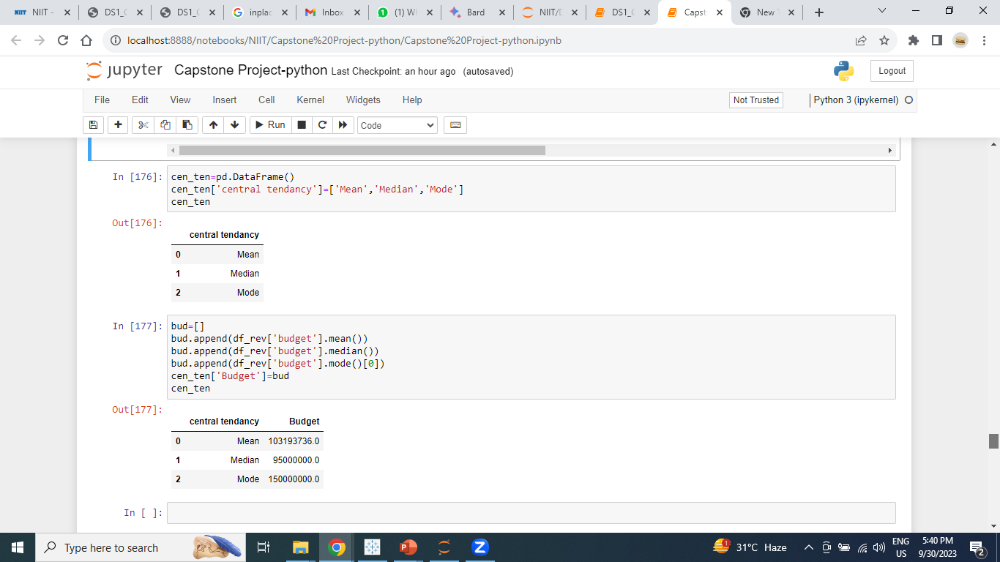 NIIT -
DS1_C
DS1_C
inplac
Inbox
(1) W
Bard
NIIT/
DS1_C
Capst
New T
localhost:8888/notebooks/NIIT/Capstone%20Project-python/Capstone%20Project-python.ipynb
jupyter Capstone Project-python Last Checkpoint: an hour ago (autosaved)
Logout
File Edit View Insert Cell Kernel Widgets Help
Not Trusted
Python 3 (ipykernel)
Run
Code
In [176]:
cen_ten=pd.DataFrame()
cen_ten['central tendancy']=['Mean','Median','Mode']
cen_ten
Out[176]:
central tendancy
0 Mean
1 Median
2 Mode
In [177]:
bud=[]
bud.append(df_rev['budget'].mean())
bud.append(df_rev['budget'].median())
bud.append(df_rev['budget'].mode()[0])
cen_ten['Budget']=bud
cen_ten
Out[177]:
central tendancy Budget
0 Mean 103193736.0
1 Median 95000000.0
2 Mode 150000000.0
In [ ]:
Type here to search
1
31°C Haze
ENG
US
5:40 PM
9/30/2023
2